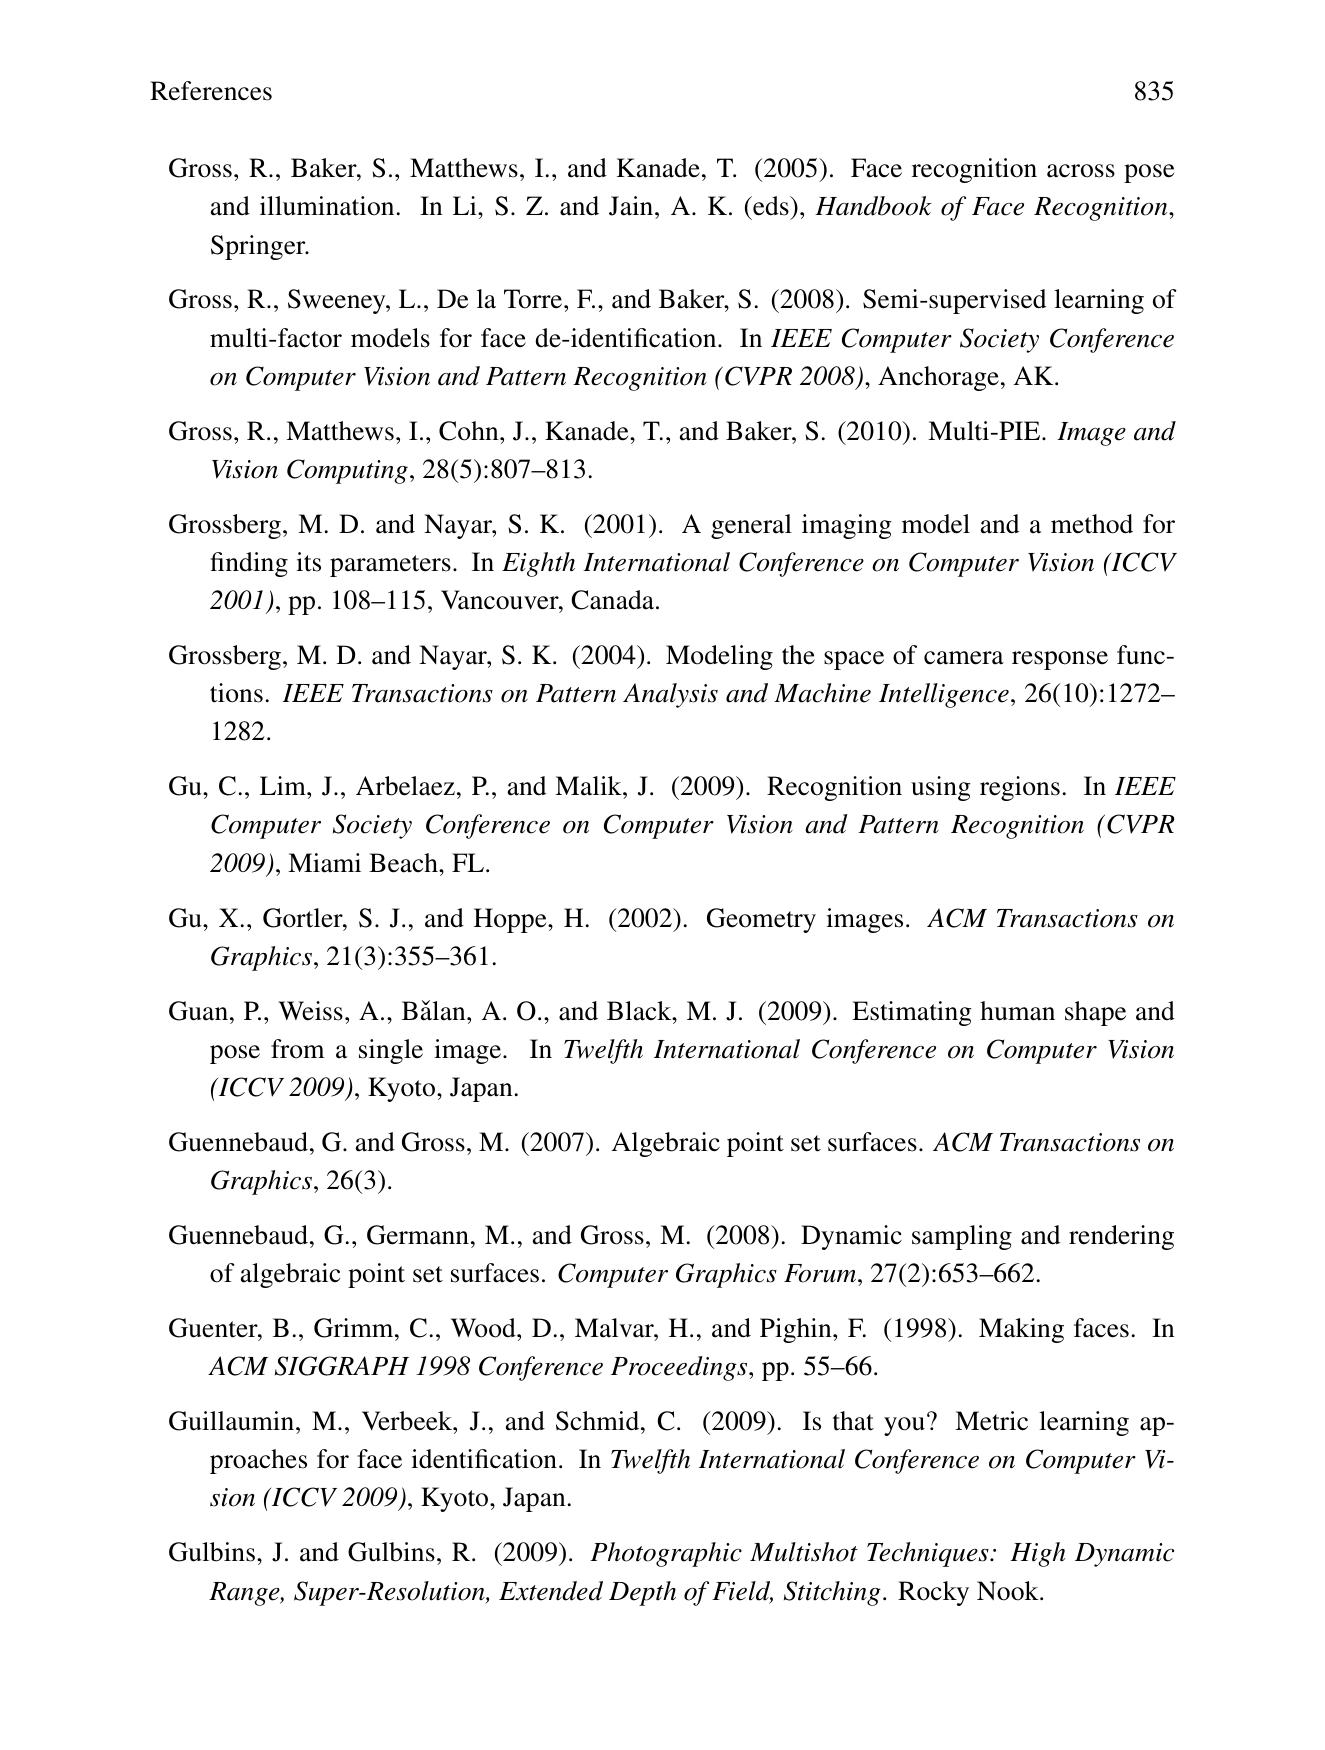 References 835
Gross, R., Baker, S., Matthews, I., and Kanade, T. (2005). Face recognition across pose
and illumination. In Li, S. Z. and Jain, A. K. (eds), Handbook of Face Recognition,
Springer.
Gross, R., Sweeney, L., De la Torre, F., and Baker, S. (2008). Semi-supervised learning of
multi-factor models for face de-identification. In IEEE Computer Society Conference
on Computer Vision and Pattern Recognition (CVPR 2008), Anchorage, AK.
Gross, R., Matthews, I., Cohn, J., Kanade, T., and Baker, S. (2010). Multi-PIE. Image and
Vision Computing, 28(5):807–813.
Grossberg, M. D. and Nayar, S. K. (2001). A general imaging model and a method for
finding its parameters. In Eighth International Conference on Computer Vision (ICCV
2001), pp. 108–115, Vancouver, Canada.
Grossberg, M. D. and Nayar, S. K. (2004). Modeling the space of camera response func-
tions. IEEE Transactions on Pattern Analysis and Machine Intelligence, 26(10):1272–
1282.
Gu, C., Lim, J., Arbelaez, P., and Malik, J. (2009). Recognition using regions. In IEEE
Computer Society Conference on Computer Vision and Pattern Recognition (CVPR
2009), Miami Beach, FL.
Gu, X., Gortler, S. J., and Hoppe, H. (2002). Geometry images. ACM Transactions on
Graphics, 21(3):355–361.
Guan, P., Weiss, A., Bǎlan, A. O., and Black, M. J. (2009). Estimating human shape and
pose from a single image. In Twelfth International Conference on Computer Vision
(ICCV 2009), Kyoto, Japan.
Guennebaud, G. and Gross, M. (2007). Algebraic point set surfaces. ACM Transactions on
Graphics, 26(3).
Guennebaud, G., Germann, M., and Gross, M. (2008). Dynamic sampling and rendering
of algebraic point set surfaces. Computer Graphics Forum, 27(2):653–662.
Guenter, B., Grimm, C., Wood, D., Malvar, H., and Pighin, F. (1998). Making faces. In
ACM SIGGRAPH 1998 Conference Proceedings, pp. 55–66.
Guillaumin, M., Verbeek, J., and Schmid, C. (2009). Is that you? Metric learning ap-
proaches for face identification. In Twelfth International Conference on Computer Vi-
sion (ICCV 2009), Kyoto, Japan.
Gulbins, J. and Gulbins, R. (2009). Photographic Multishot Techniques: High Dynamic
Range, Super-Resolution, Extended Depth of Field, Stitching. Rocky Nook.